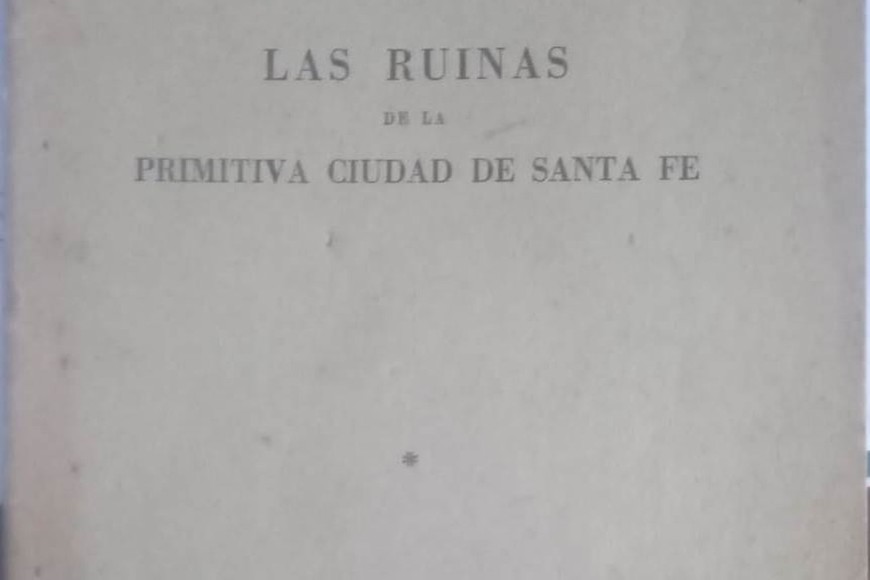 LAS RUINAS
DE LA
PRIMITIVA CIUDAD DE SANTA FE
*